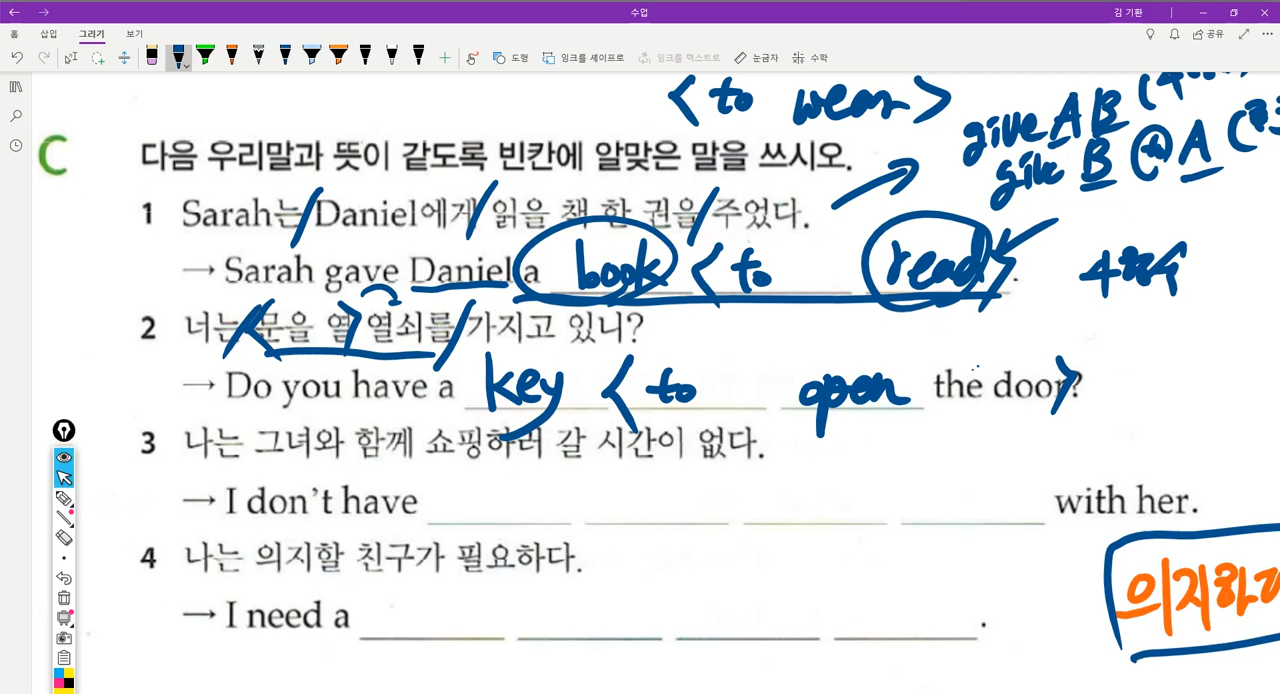 수업
김 기환
홈 삽입 그리기 보기
공유
도형 잉크를 셰이프로 잉크를 텍스트로 눈금자 수학
<to wear>
give A B (4
give B to A (
C 다음 우리말과 뜻이 같도록 빈칸에 알맞은 말을 쓰시오.
1 Sarah는/Daniel에게/읽을 책 한 권을/주었다.
→ Sarah gave Daniel a book <to read>. 4형식
2 너는 <문을 열> 열쇠를/가지고 있니?
→ Do you have a key <to open the door>?
3 나는 그녀와 함께 쇼핑하러 갈 시간이 없다.
→ I don't have with her.
4 나는 의지할 친구가 필요하다.
의지하다
→ I need a .